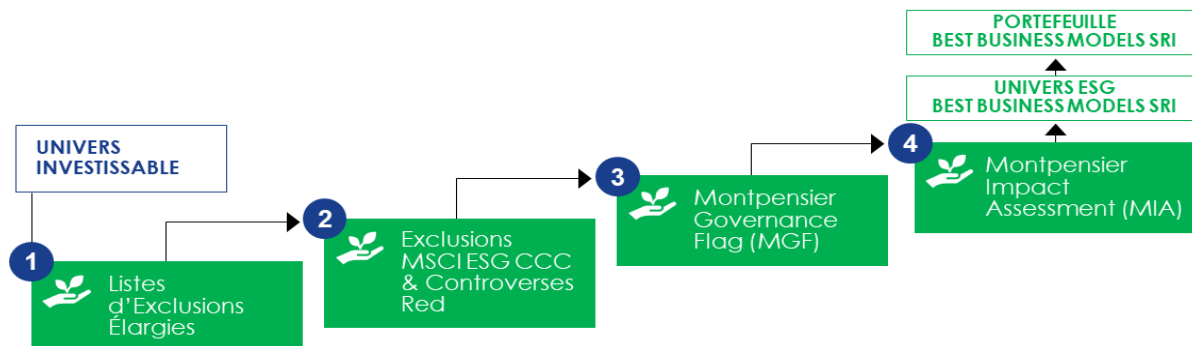 PORTEFEUILLE
BEST BUSINESS MODELS SRI
UNIVERS ESG
BEST BUSINESS MODELS SRI
UNIVERS
INVESTISSABLE
1
Listes
d'Exclusions
Élargies
2
Exclusions
MSCI ESG CCC
& Controverses
Red
3
Montpensier
Governance
Flag (MGF)
4
Montpensier
Impact
Assessment (MIA)